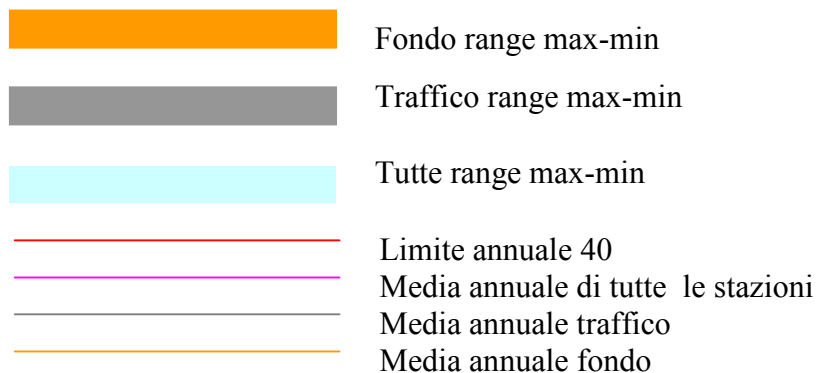 Fondo range max-min
Traffico range max-min
Tutte range max-min
Limite annuale 40
Media annuale di tutte le stazioni
Media annuale traffico
Media annuale fondo